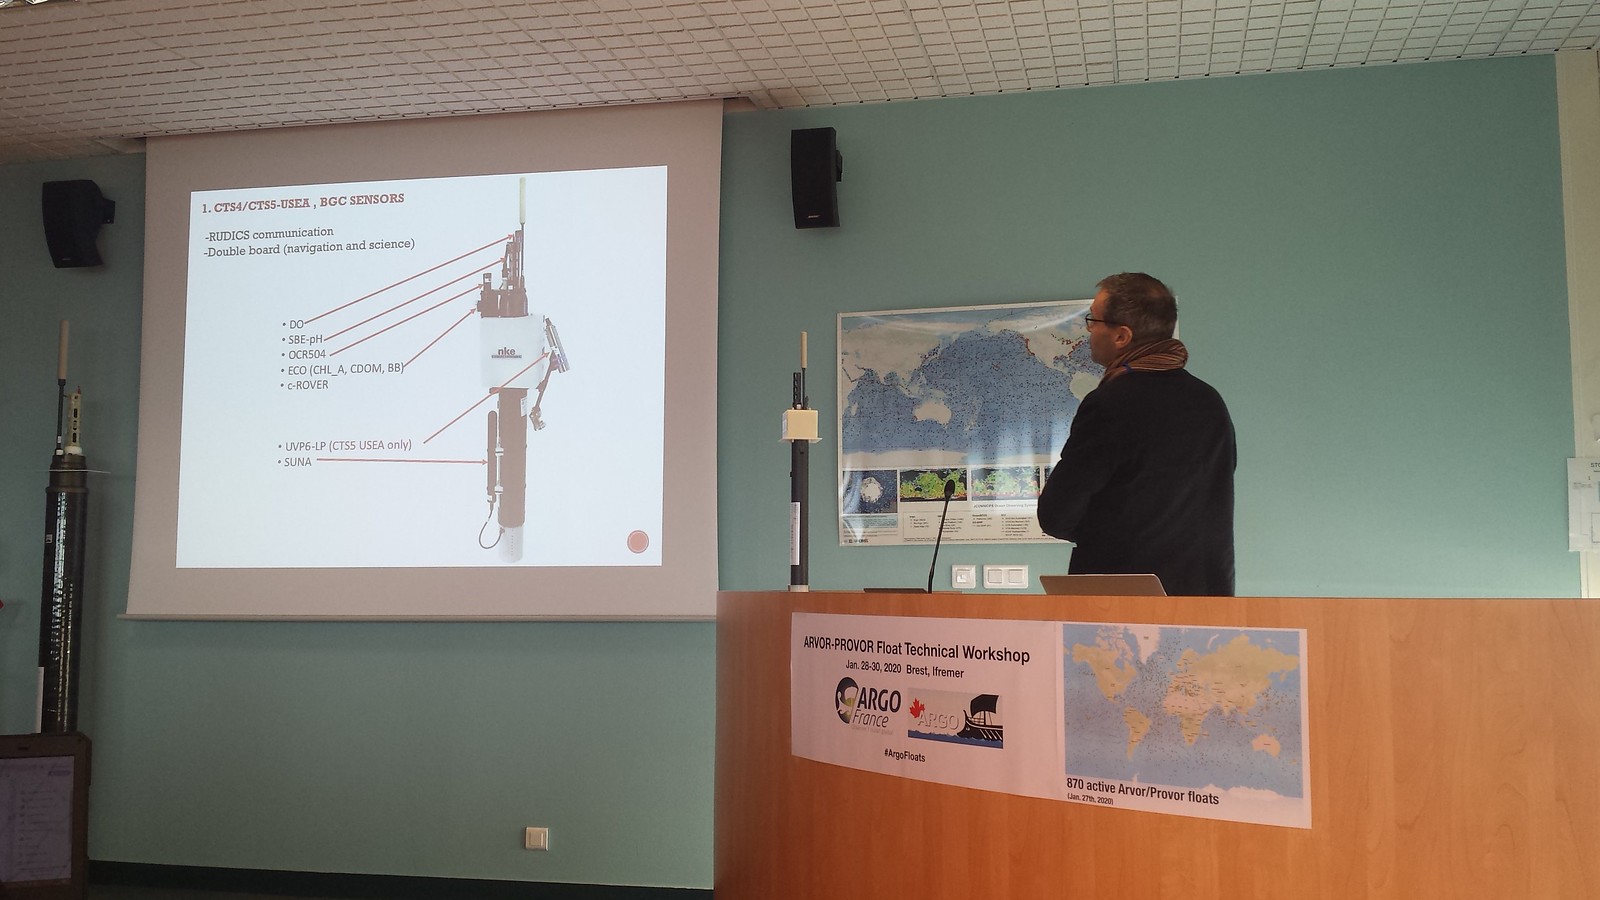 1. CTS4/CTS5-USEA , BGC SENSORS
-RUDICS communication
-Double board (navigation and science)
• DO
• SBE-pH
• OCR504
• ECO (CHL_A, CDOM, BB)
• c-ROVER
• UVP6-LP (CTS5 USEA only)
• SUNA
nke
ARVOR-PROVOR Float Technical Workshop
Jan. 28-30, 2020 Brest, Ifremer
ARGO
France
ARGO
#ArgoFloats
870 active Arvor/Provor floats
(Jan. 27th, 2020)